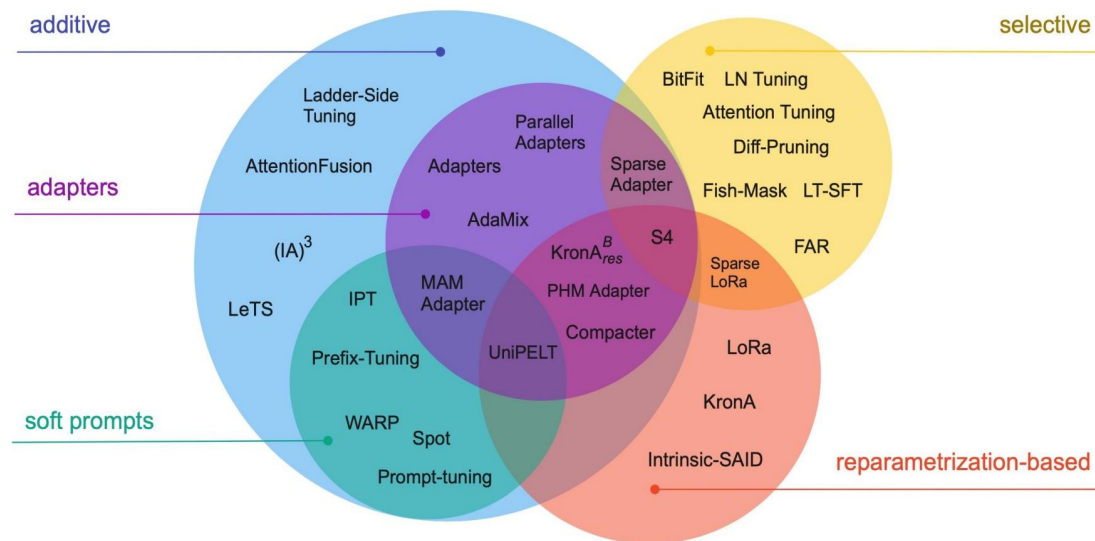 additive
selective
BitFit LN Tuning
Ladder-Side
Tuning
Attention Tuning
Parallel
Adapters
Diff-Pruning
AttentionFusion
Adapters
Sparse
Adapter
adapters
Fish-Mask LT-SFT
AdaMix
S4
(IA)³
KronA^B_res
FAR
Sparse
LoRa
MAM
Adapter
IPT
PHM Adapter
LeTS
Compacter
UniPELT
LoRa
Prefix-Tuning
KronA
soft prompts
WARP
Spot
Intrinsic-SAID
reparametrization-based
Prompt-tuning